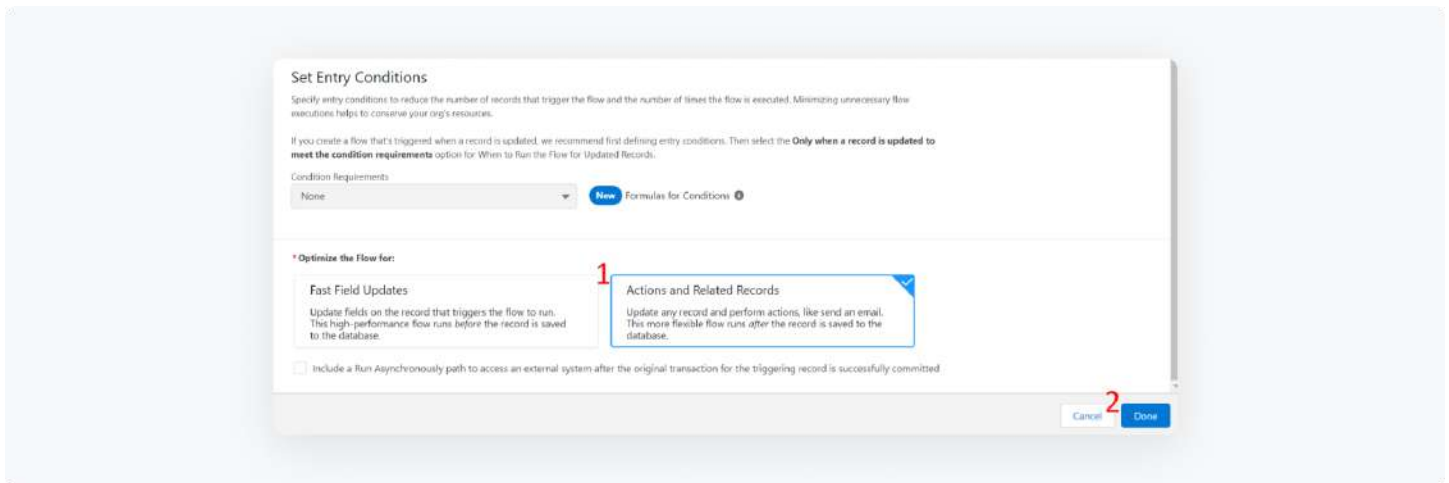 Set Entry Conditions
Specify entry conditions to reduce the number of records that trigger the flow and the number of times the flow is executed. Minimizing unnecessary flow
executions helps to conserve your org's resources.
If you create a flow that's triggered when a record is updated, we recommend first defining entry conditions. Then select the Only when a record is updated to
meet the condition requirements option for When to Run the Flow for Updated Records.
Condition Requirements
None
New Formulas for Conditions
* Optimize the Flow for:
1
Fast Field Updates
Update fields on the record that triggers the flow to run.
This high-performance flow runs before the record is saved
to the database.
Actions and Related Records
Update any record and perform actions, like send an email.
This more flexible flow runs after the record is saved to the
database.
Include a Run Asynchronously path to access an external system after the original transaction for the triggering record is successfully committed
Cancel
2
Done